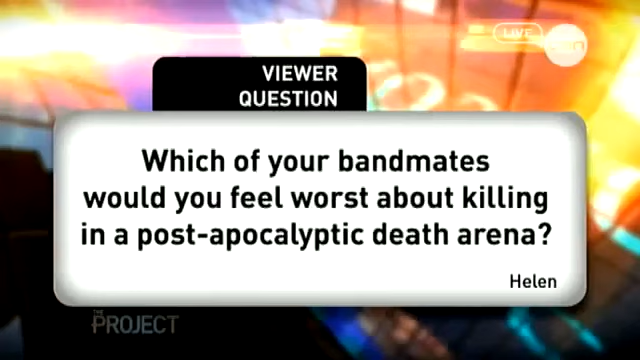 LIVE
VIEWER
QUESTION
Which of your bandmates
would you feel worst about killing
in a post-apocalyptic death arena?
Helen
THE
PROJECT